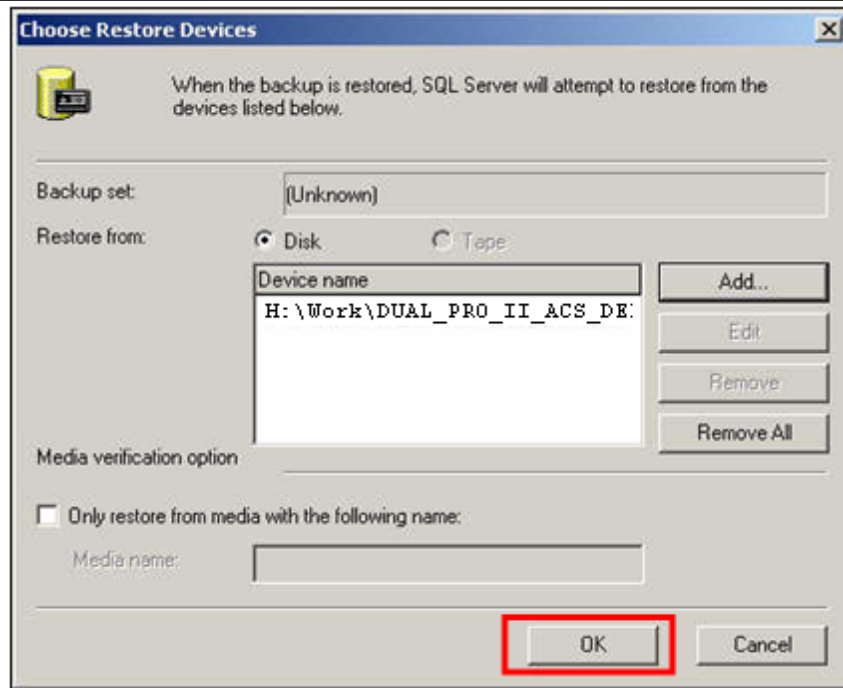 Choose Restore Devices
When the backup is restored, SQL Server will attempt to restore from the
devices listed below.
Backup set:
(Unknown)
Restore from:
Disk
Tape
Device name
H:\Work\DUAL_PRO_II_ACS_DE
Add...
Edit
Remove
Remove All
Media verification option
Only restore from media with the following name:
Media name:
OK
Cancel